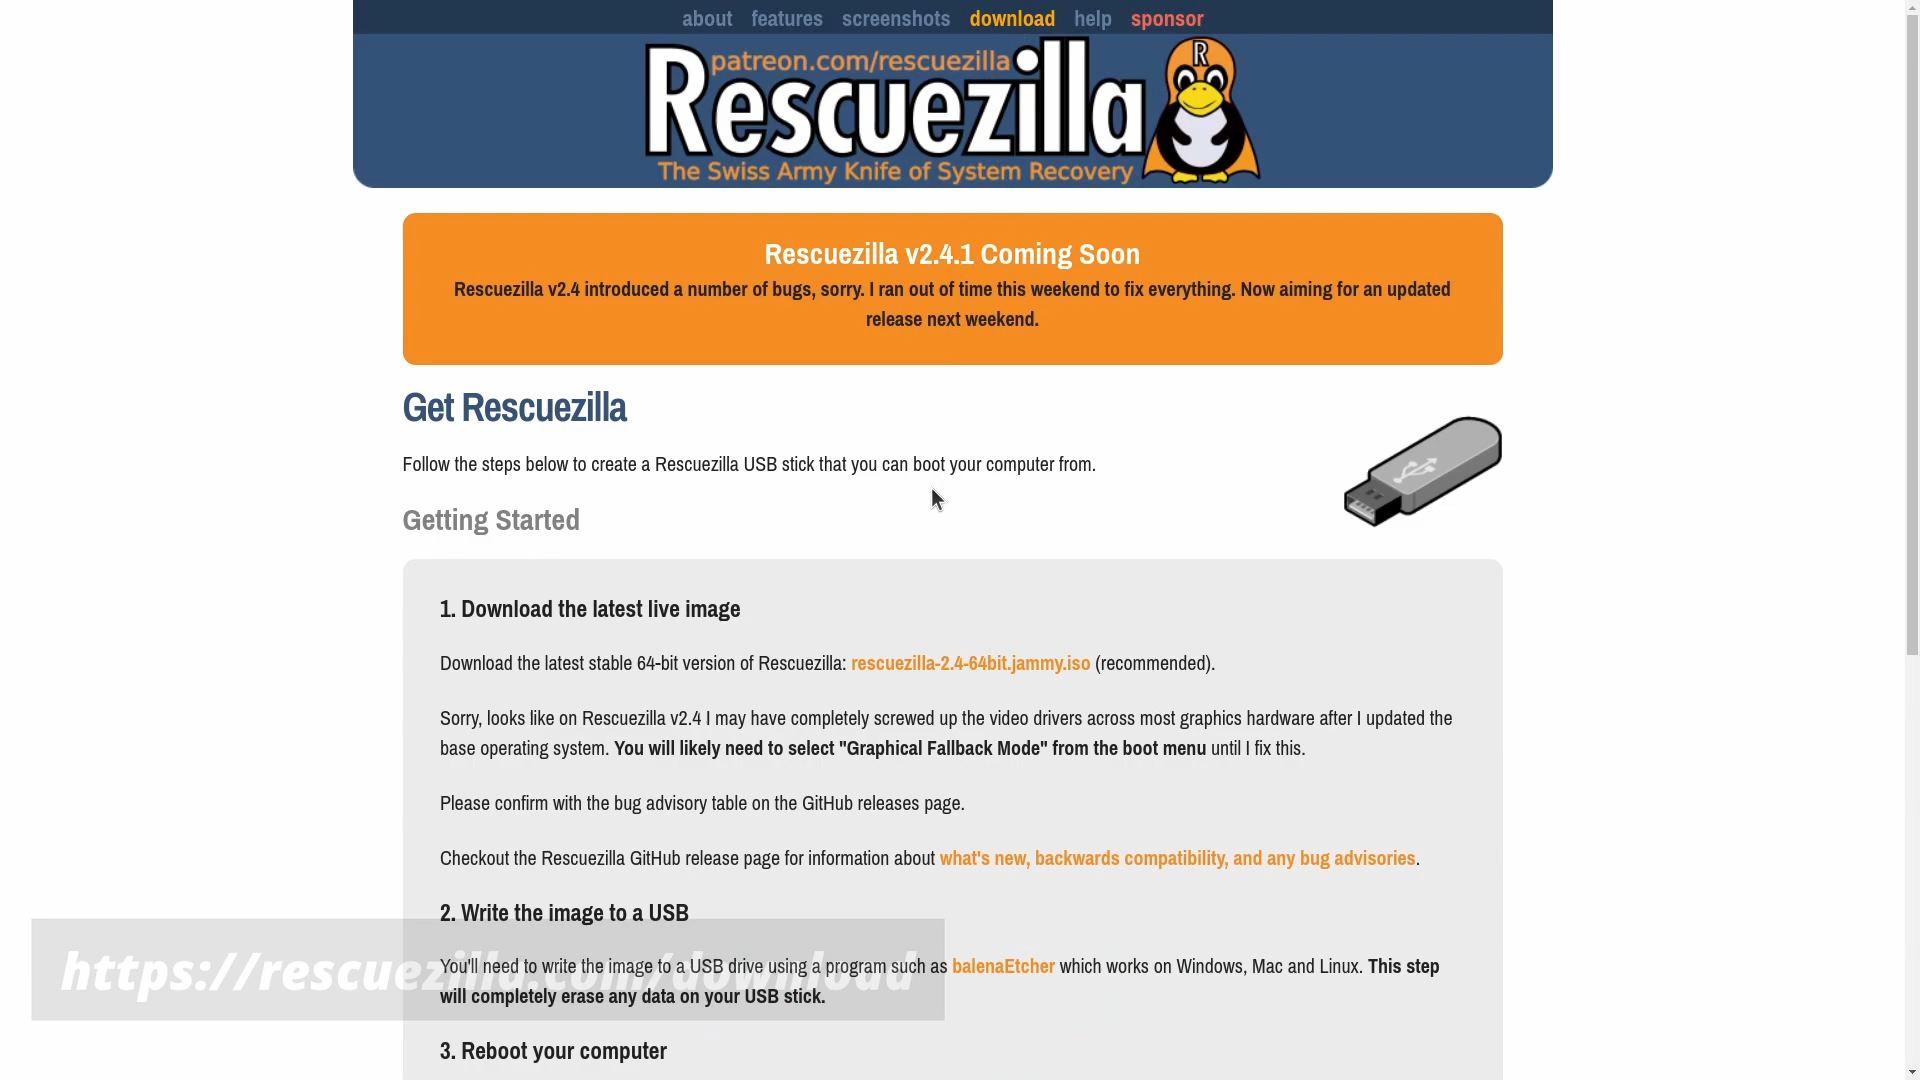 about features screenshots download help sponsor
patreon.com/rescuezilla
R
Rescuezilla
The Swiss Army Knife of System Recovery
Rescuezilla v2.4.1 Coming Soon
Rescuezilla v2.4 introduced a number of bugs, sorry. I ran out of time this weekend to fix everything. Now aiming for an updated
release next weekend.
Get Rescuezilla
Follow the steps below to create a Rescuezilla USB stick that you can boot your computer from.
Getting Started
1. Download the latest live image
Download the latest stable 64-bit version of Rescuezilla: rescuezilla-2.4-64bit.jammy.iso (recommended).
Sorry, looks like on Rescuezilla v2.4 I may have completely screwed up the video drivers across most graphics hardware after I updated the
base operating system. You will likely need to select "Graphical Fallback Mode" from the boot menu until I fix this.
Please confirm with the bug advisory table on the GitHub releases page.
Checkout the Rescuezilla GitHub release page for information about what's new, backwards compatibility, and any bug advisories.
2. Write the image to a USB
You'll need to write the image to a USB drive using a program such as balenaEtcher which works on Windows, Mac and Linux. This step
will completely erase any data on your USB stick.
https://rescuezilla.com/download
3. Reboot your computer